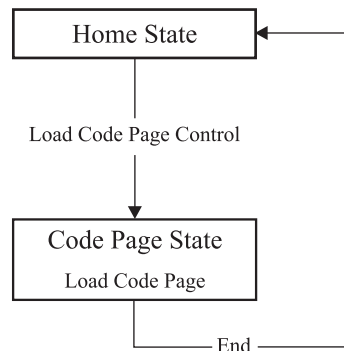 Home State
Load Code Page Control
Code Page State
Load Code Page
End